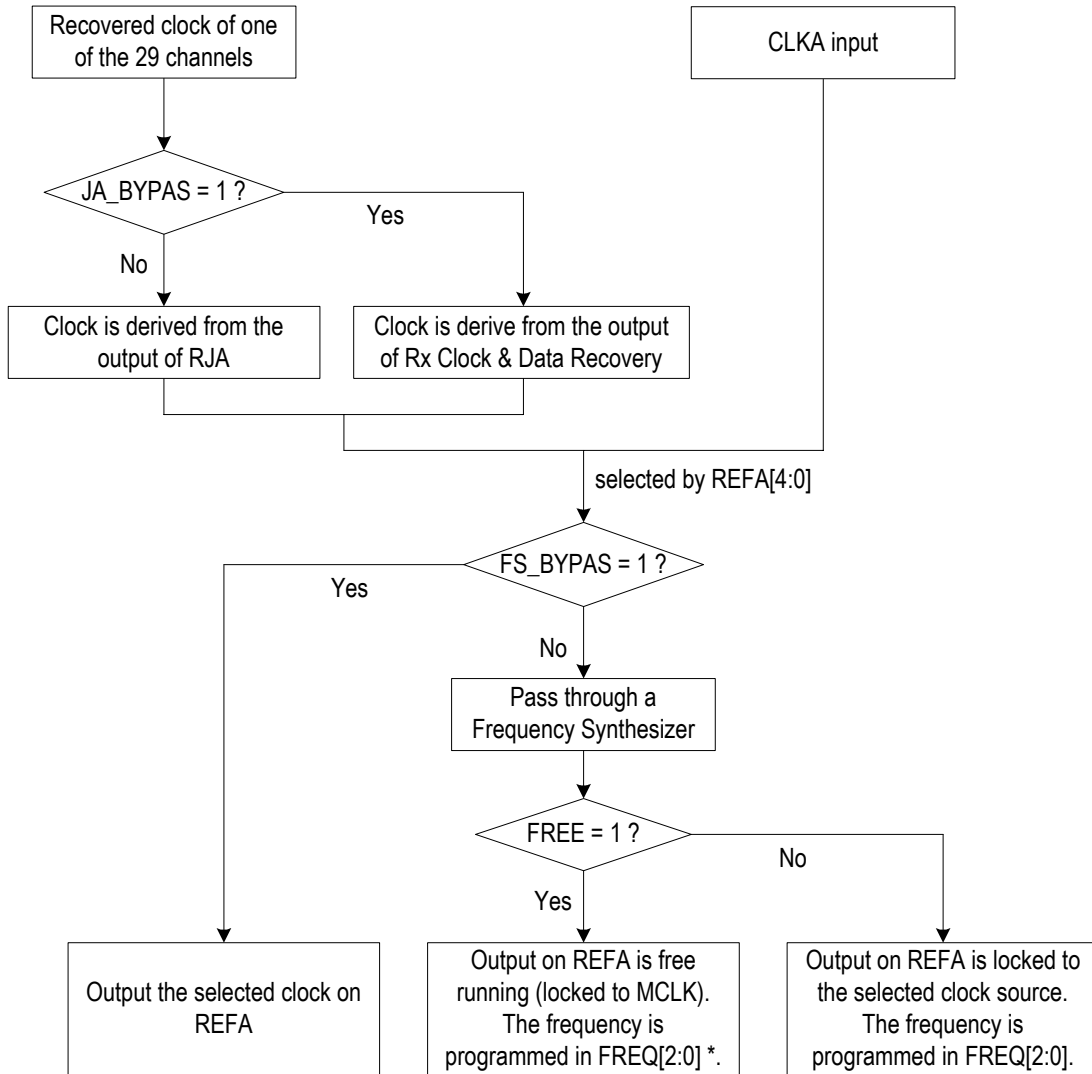 Recovered clock of one
of the 29 channels
CLKA input
JA_BYPAS = 1 ?
Yes
No
Clock is derived from the
output of RJA
Clock is derive from the output
of Rx Clock & Data Recovery
selected by REFA[4:0]
FS_BYPAS = 1 ?
Yes
No
Pass through a
Frequency Synthesizer
FREE = 1 ?
No
Yes
Output the selected clock on
REFA
Output on REFA is free
running (locked to MCLK).
The frequency is
programmed in FREQ[2:0] *.
Output on REFA is locked to
the selected clock source.
The frequency is
programmed in FREQ[2:0].